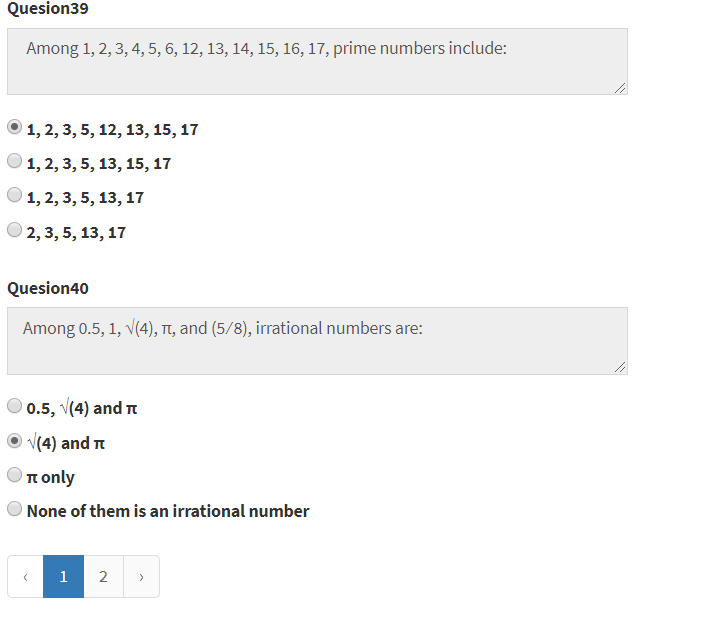 Quesion39
Among 1, 2, 3, 4, 5, 6, 12, 13, 14, 15, 16, 17, prime numbers include:
1, 2, 3, 5, 12, 13, 15, 17
1, 2, 3, 5, 13, 15, 17
1, 2, 3, 5, 13, 17
2, 3, 5, 13, 17
Quesion40
Among 0.5, 1, √(4), π, and (5/8), irrational numbers are:
0.5, √(4) and π
√(4) and π
π only
None of them is an irrational number
‹ 1 2 ›